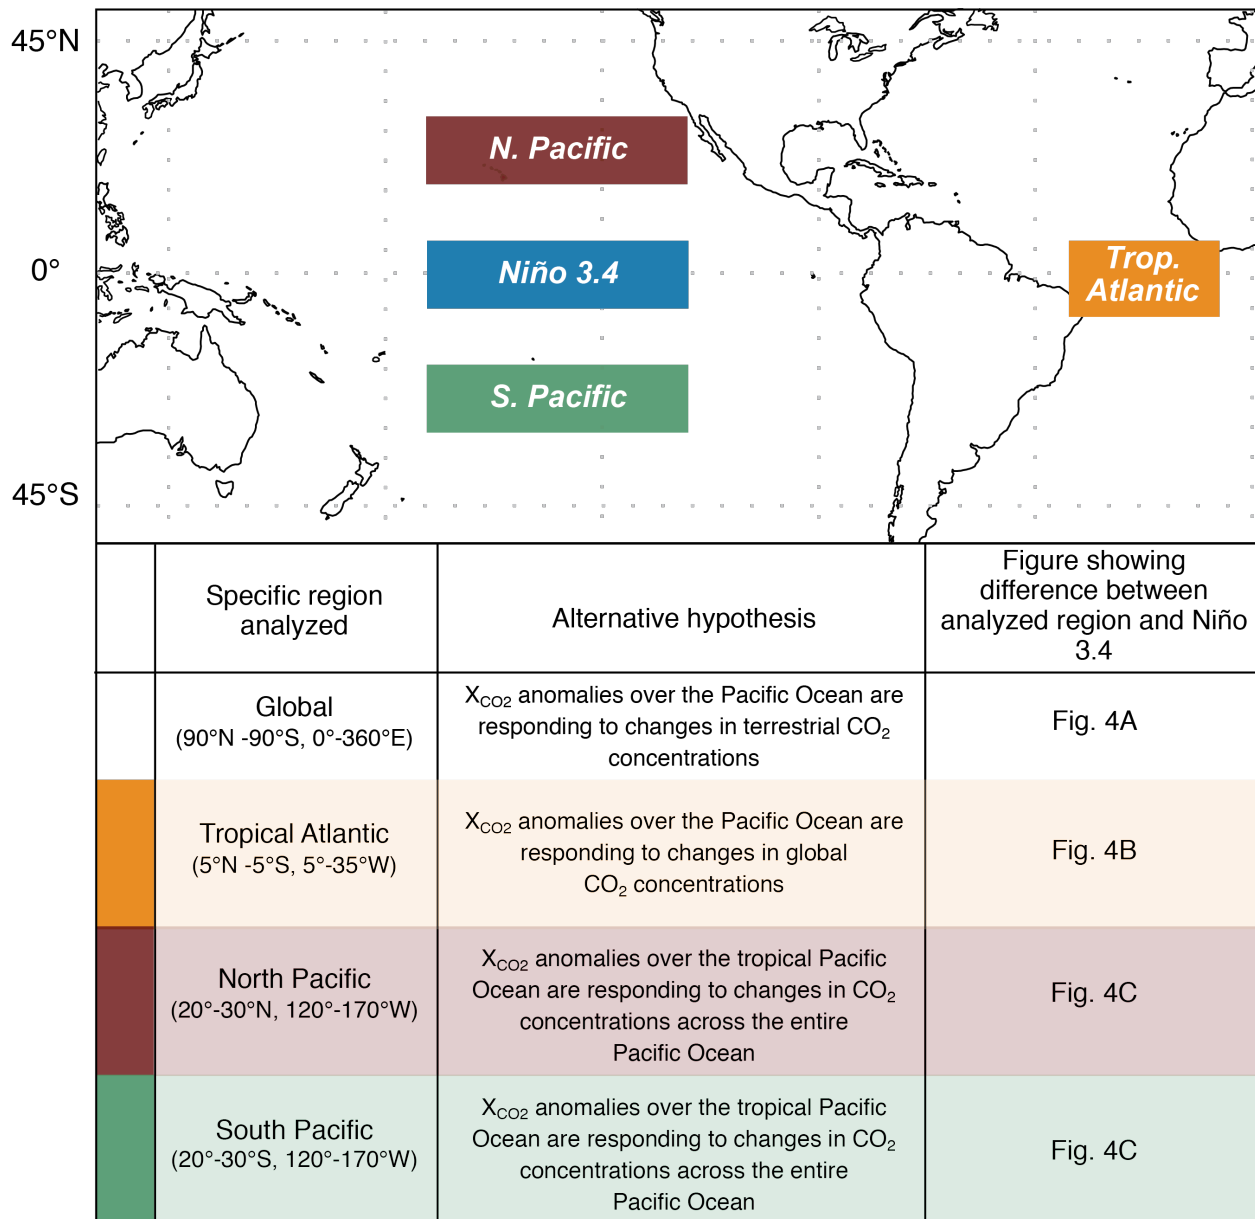 45°N
N. Pacific
0°
Niño 3.4
Trop.
Atlantic
S. Pacific
45°S
Specific region
analyzed
Alternative hypothesis
Figure showing
difference between
analyzed region and Niño
3.4
Global
(90°N -90°S, 0°-360°E)
X_CO2 anomalies over the Pacific Ocean are
responding to changes in terrestrial CO₂
concentrations
Fig. 4A
Tropical Atlantic
(5°N -5°S, 5°-35°W)
X_CO2 anomalies over the Pacific Ocean are
responding to changes in global
CO₂ concentrations
Fig. 4B
North Pacific
(20°-30°N, 120°-170°W)
X_CO2 anomalies over the tropical Pacific
Ocean are responding to changes in CO₂
concentrations across the entire
Pacific Ocean
Fig. 4C
South Pacific
(20°-30°S, 120°-170°W)
X_CO2 anomalies over the tropical Pacific
Ocean are responding to changes in CO₂
concentrations across the entire
Pacific Ocean
Fig. 4C